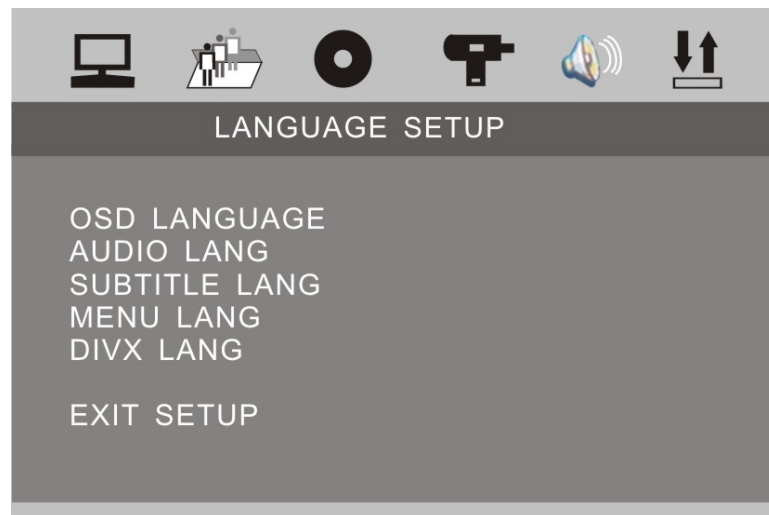 LANGUAGE SETUP
OSD LANGUAGE
AUDIO LANG
SUBTITLE LANG
MENU LANG
DIVX LANG
EXIT SETUP